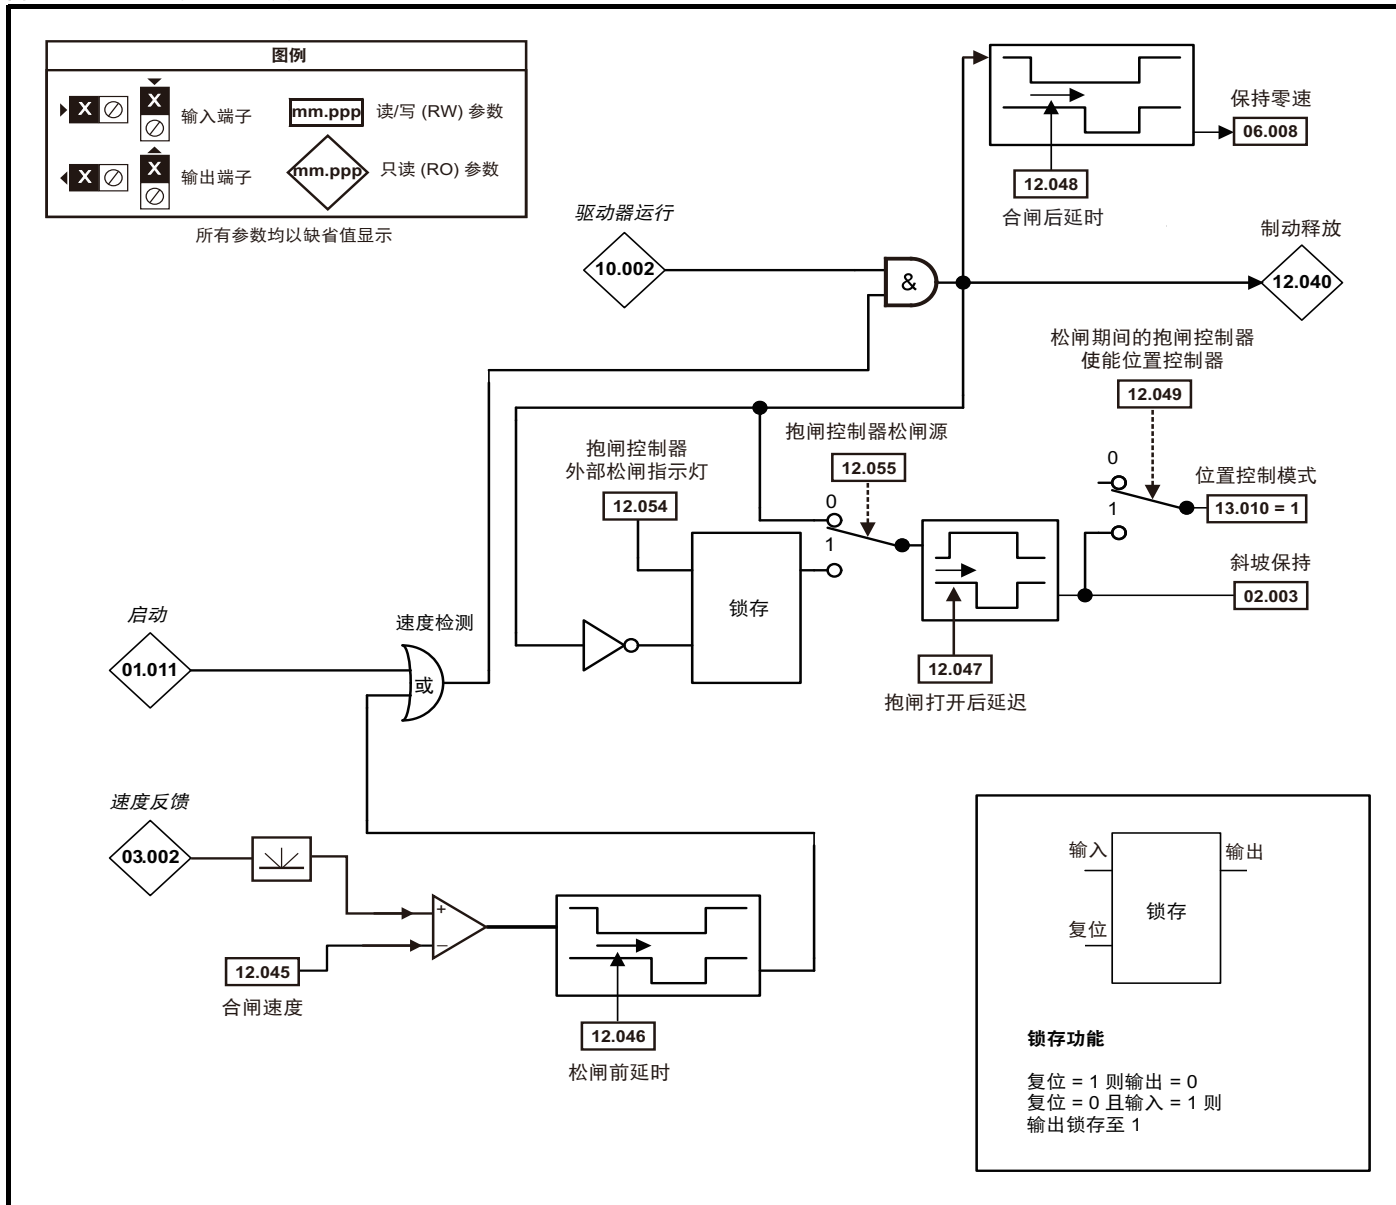 图例
X
X
输入端子
mm.ppp
读/写 (RW) 参数
X
X
输出端子
mm.ppp
只读 (RO) 参数
所有参数均以缺省值显示
保持零速
06.008
12.048
合闸后延时
驱动器运行
10.002
&
制动释放
12.040
松闸期间的抱闸控制器
使能位置控制器
12.049
抱闸控制器
外部松闸指示灯
12.054
抱闸控制器松闸源
12.055
0
1
0
1
位置控制模式
13.010 = 1
斜坡保持
02.003
锁存
12.047
抱闸打开后延迟
启动
01.011
速度检测
或
速度反馈
03.002
+
−
12.045
合闸速度
12.046
松闸前延时
输入
输出
锁存
复位
锁存功能
复位 = 1 则输出 = 0
复位 = 0 且输入 = 1 则
输出锁存至 1